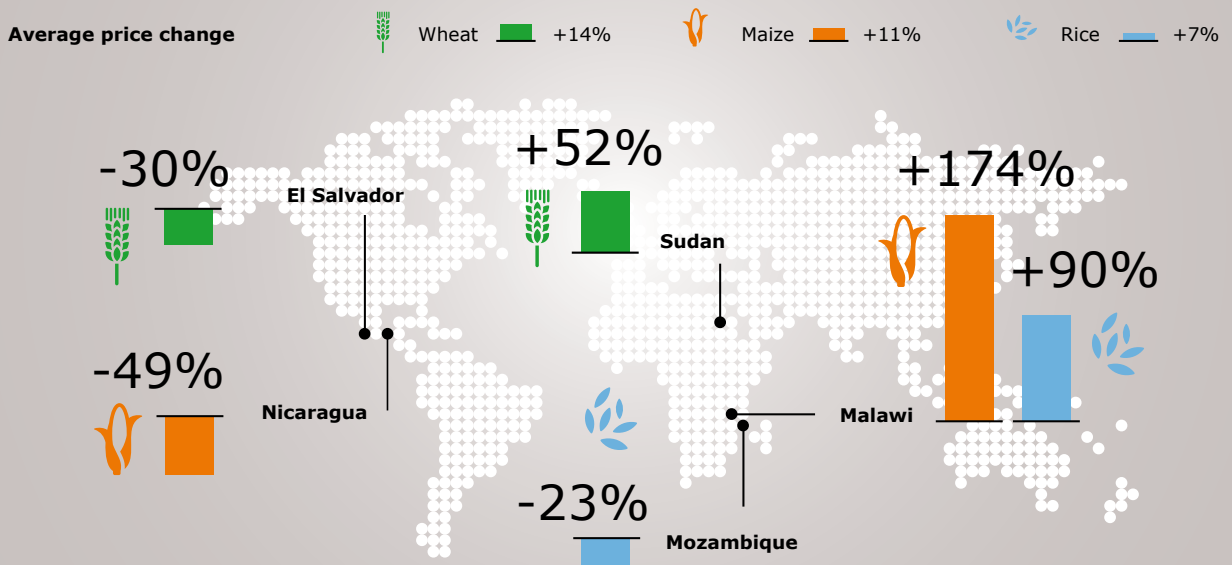 Average price change Wheat +14% Maize +11% Rice +7%
-30%
El Salvador
+52%
Sudan
+174%
+90%
-49%
Nicaragua
Malawi
-23%
Mozambique